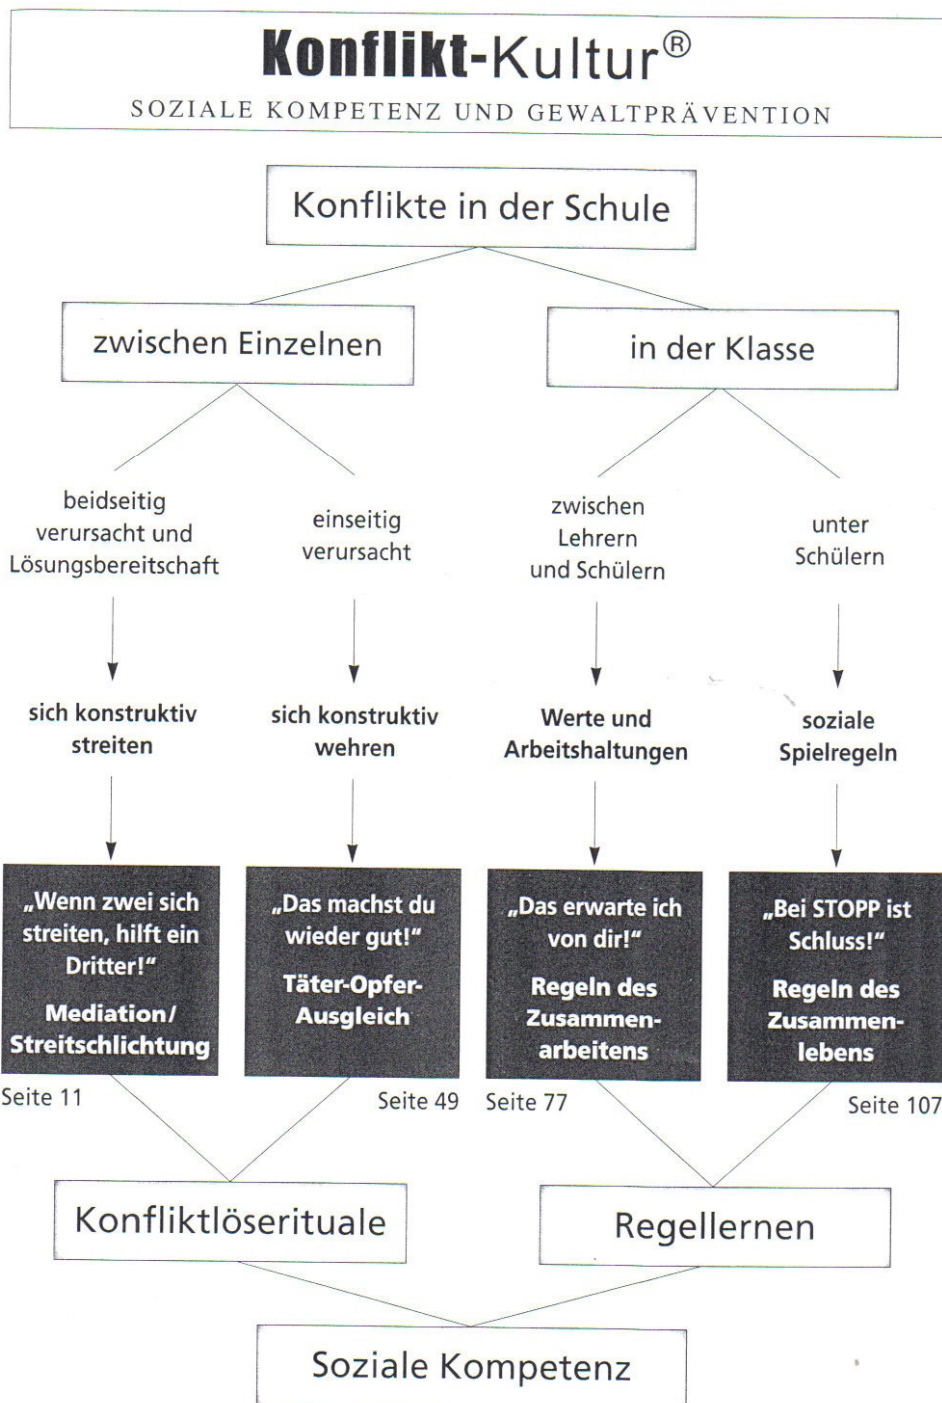 Konflikt-Kultur®
SOZIALE KOMPETENZ UND GEWALTPRÄVENTION
Konflikte in der Schule
zwischen Einzelnen
in der Klasse
beidseitig
verursacht und
Lösungsbereitschaft
einseitig
verursacht
zwischen
Lehrern
und Schülern
unter
Schülern
sich konstruktiv
streiten
sich konstruktiv
wehren
Werte und
Arbeitshaltungen
soziale
Spielregeln
„Wenn zwei sich
streiten, hilft ein
Dritter!“
Mediation/
Streitschlichtung
„Das machst du
wieder gut!“
Täter-Opfer-
Ausgleich
„Das erwarte ich
von dir!“
Regeln des
Zusammen-
arbeitens
„Bei STOPP ist
Schluss!“
Regeln des
Zusammen-
lebens
Seite 11
Seite 49
Seite 77
Seite 107
Konfliktlöserituale
Regellernen
Soziale Kompetenz